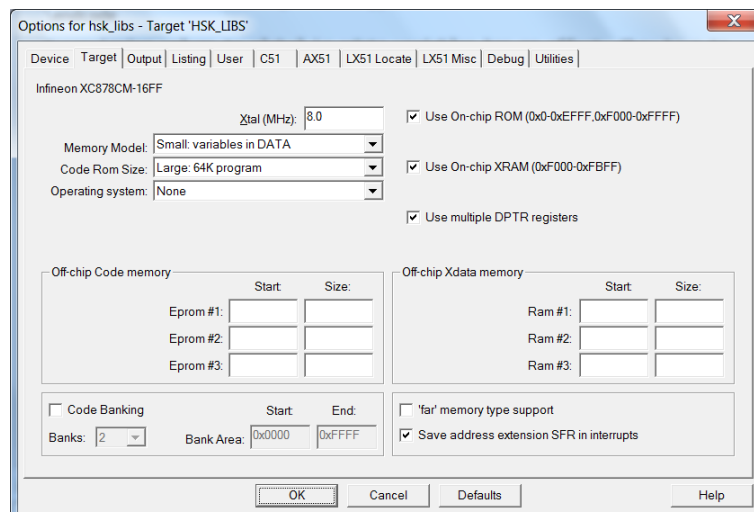 Options for hsk_libs - Target 'HSK_LIBS'
Device Target Output Listing User C51 AX51 LX51 Locate LX51 Misc Debug Utilities
Infineon XC878CM-16FF
Xtal (MHz): 8.0
Use On-chip ROM (0x0-0xEFFF,0xF000-0xFFFF)
Memory Model: Small: variables in DATA
Code Rom Size: Large: 64K program
Use On-chip XRAM (0xF000-0xFBFF)
Operating system: None
Use multiple DPTR registers
Off-chip Code memory
Start: Size:
Eprom #1:
Eprom #2:
Eprom #3:
Off-chip Xdata memory
Start: Size:
Ram #1:
Ram #2:
Ram #3:
Code Banking Start: End:
Banks: 2 Bank Area: 0x0000 0xFFFF
'far' memory type support
Save address extension SFR in interrupts
OK Cancel Defaults Help